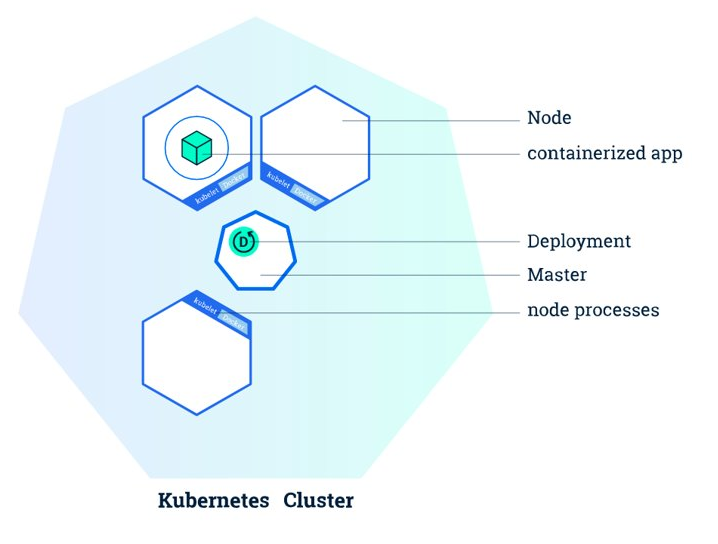 Node
containerized app
kubelet Docker
kubelet Docker
D
Deployment
Master
kubelet Docker
node processes
Kubernetes Cluster